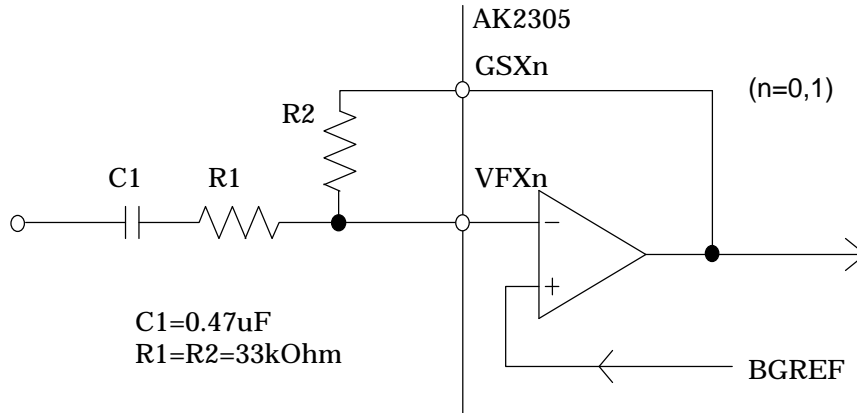 AK2305
GSXn
(n=0,1)
R2
C1
R1
VFXn
−
+
C1=0.47uF
R1=R2=33kOhm
BGREF